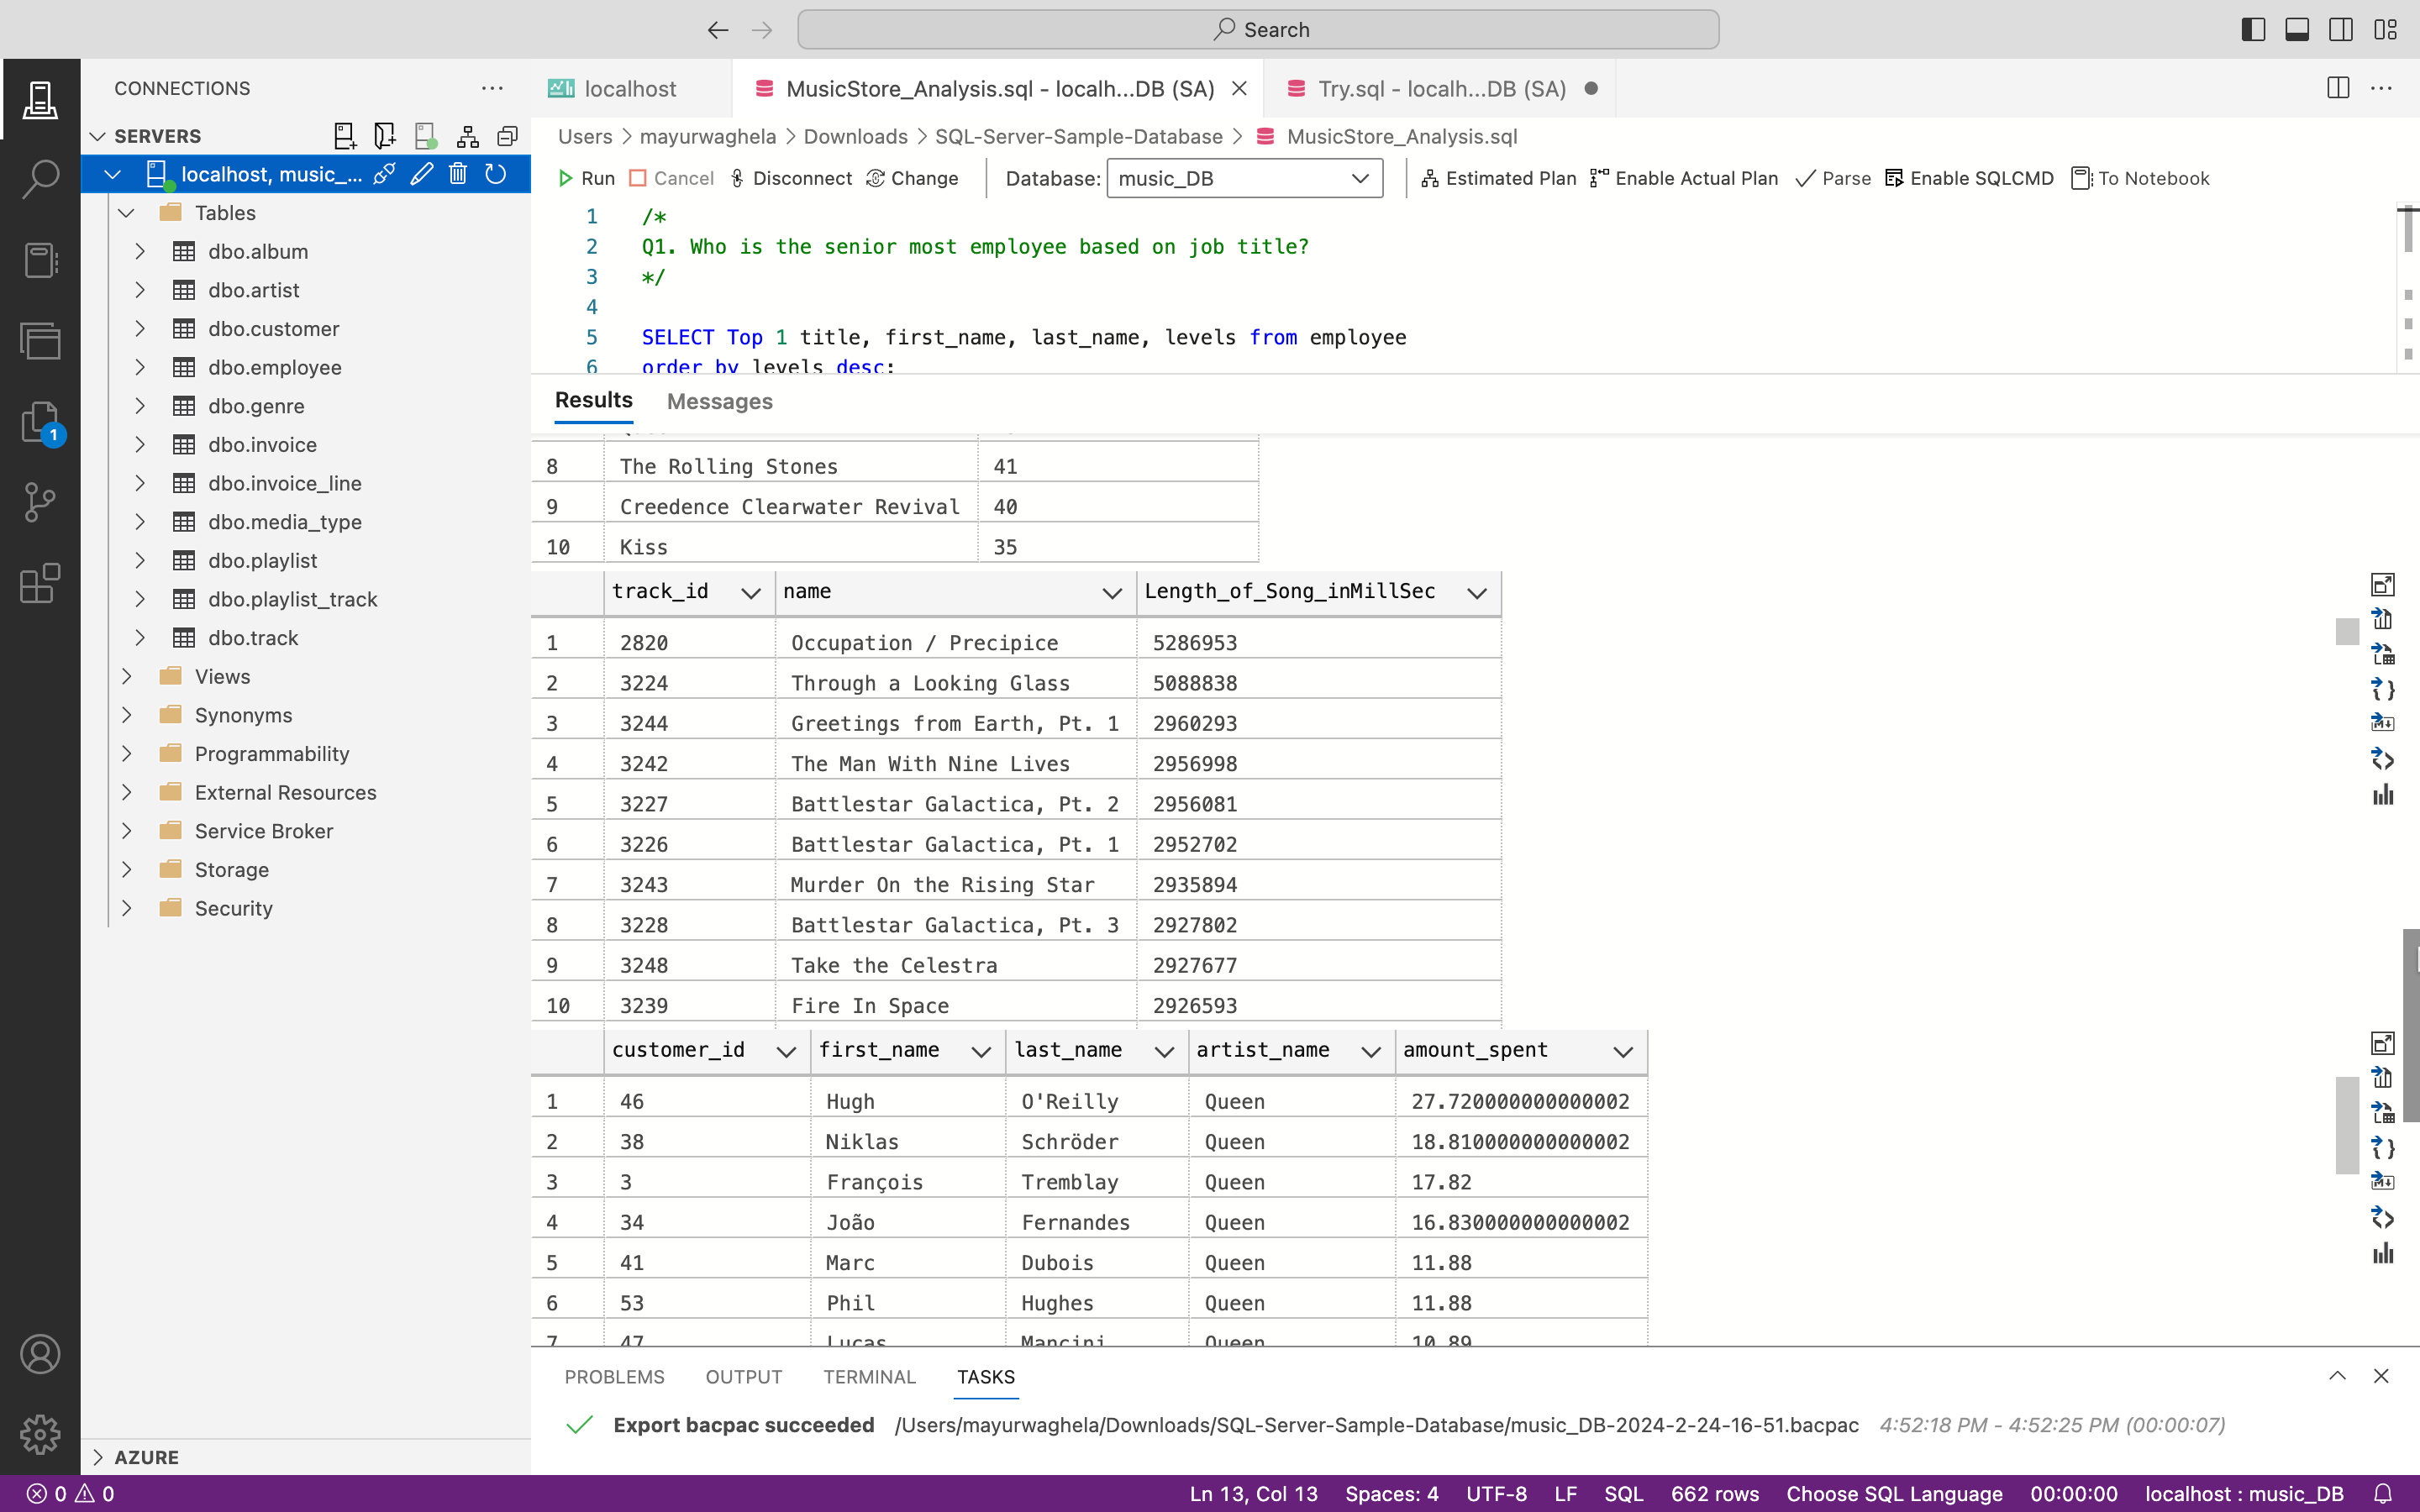 Search
CONNECTIONS
localhost
MusicStore_Analysis.sql - localh...DB (SA)
Try.sql - localh...DB (SA)
SERVERS
Users > mayurwaghela > Downloads > SQL-Server-Sample-Database > MusicStore_Analysis.sql
localhost, music_...
Run Cancel Disconnect Change Database: music_DB Estimated Plan Enable Actual Plan Parse Enable SQLCMD To Notebook
Tables
dbo.album
dbo.artist
dbo.customer
dbo.employee
dbo.genre
dbo.invoice
dbo.invoice_line
dbo.media_type
dbo.playlist
dbo.playlist_track
dbo.track
Views
Synonyms
Programmability
External Resources
Service Broker
Storage
Security
AZURE
1
1 /*
2 Q1. Who is the senior most employee based on job title?
3 */
4
5 SELECT Top 1 title, first_name, last_name, levels from employee
6 order by levels desc;
Results Messages
8 The Rolling Stones 41
9 Creedence Clearwater Revival 40
10 Kiss 35
track_id name Length_of_Song_inMillSec
1 2820 Occupation / Precipice 5286953
2 3224 Through a Looking Glass 5088838
3 3244 Greetings from Earth, Pt. 1 2960293
4 3242 The Man With Nine Lives 2956998
5 3227 Battlestar Galactica, Pt. 2 2956081
6 3226 Battlestar Galactica, Pt. 1 2952702
7 3243 Murder On the Rising Star 2935894
8 3228 Battlestar Galactica, Pt. 3 2927802
9 3248 Take the Celestra 2927677
10 3239 Fire In Space 2926593
customer_id first_name last_name artist_name amount_spent
1 46 Hugh O'Reilly Queen 27.720000000000002
2 38 Niklas Schröder Queen 18.810000000000002
3 3 François Tremblay Queen 17.82
4 34 João Fernandes Queen 16.830000000000002
5 41 Marc Dubois Queen 11.88
6 53 Phil Hughes Queen 11.88
7 47 Lucas Mancini Queen 10.89
PROBLEMS OUTPUT TERMINAL TASKS
Export bacpac succeeded /Users/mayurwaghela/Downloads/SQL-Server-Sample-Database/music_DB-2024-2-24-16-51.bacpac 4:52:18 PM - 4:52:25 PM (00:00:07)
0 0 Ln 13, Col 13 Spaces: 4 UTF-8 LF SQL 662 rows Choose SQL Language 00:00:00 localhost : music_DB